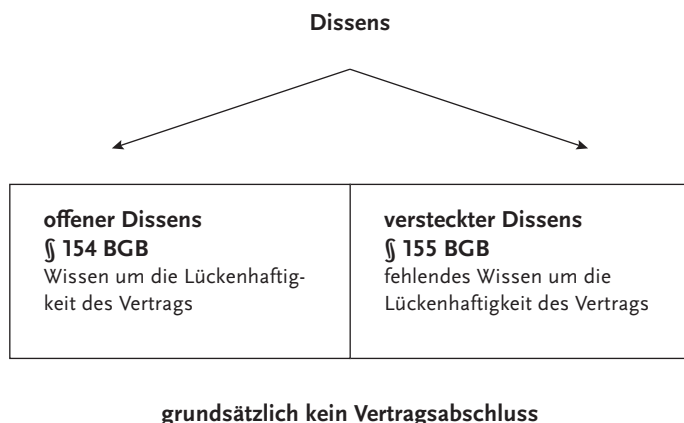 Dissens
offener Dissens
§ 154 BGB
Wissen um die Lückenhaftig-
keit des Vertrags
versteckter Dissens
§ 155 BGB
fehlendes Wissen um die
Lückenhaftigkeit des Vertrags
grundsätzlich kein Vertragsabschluss